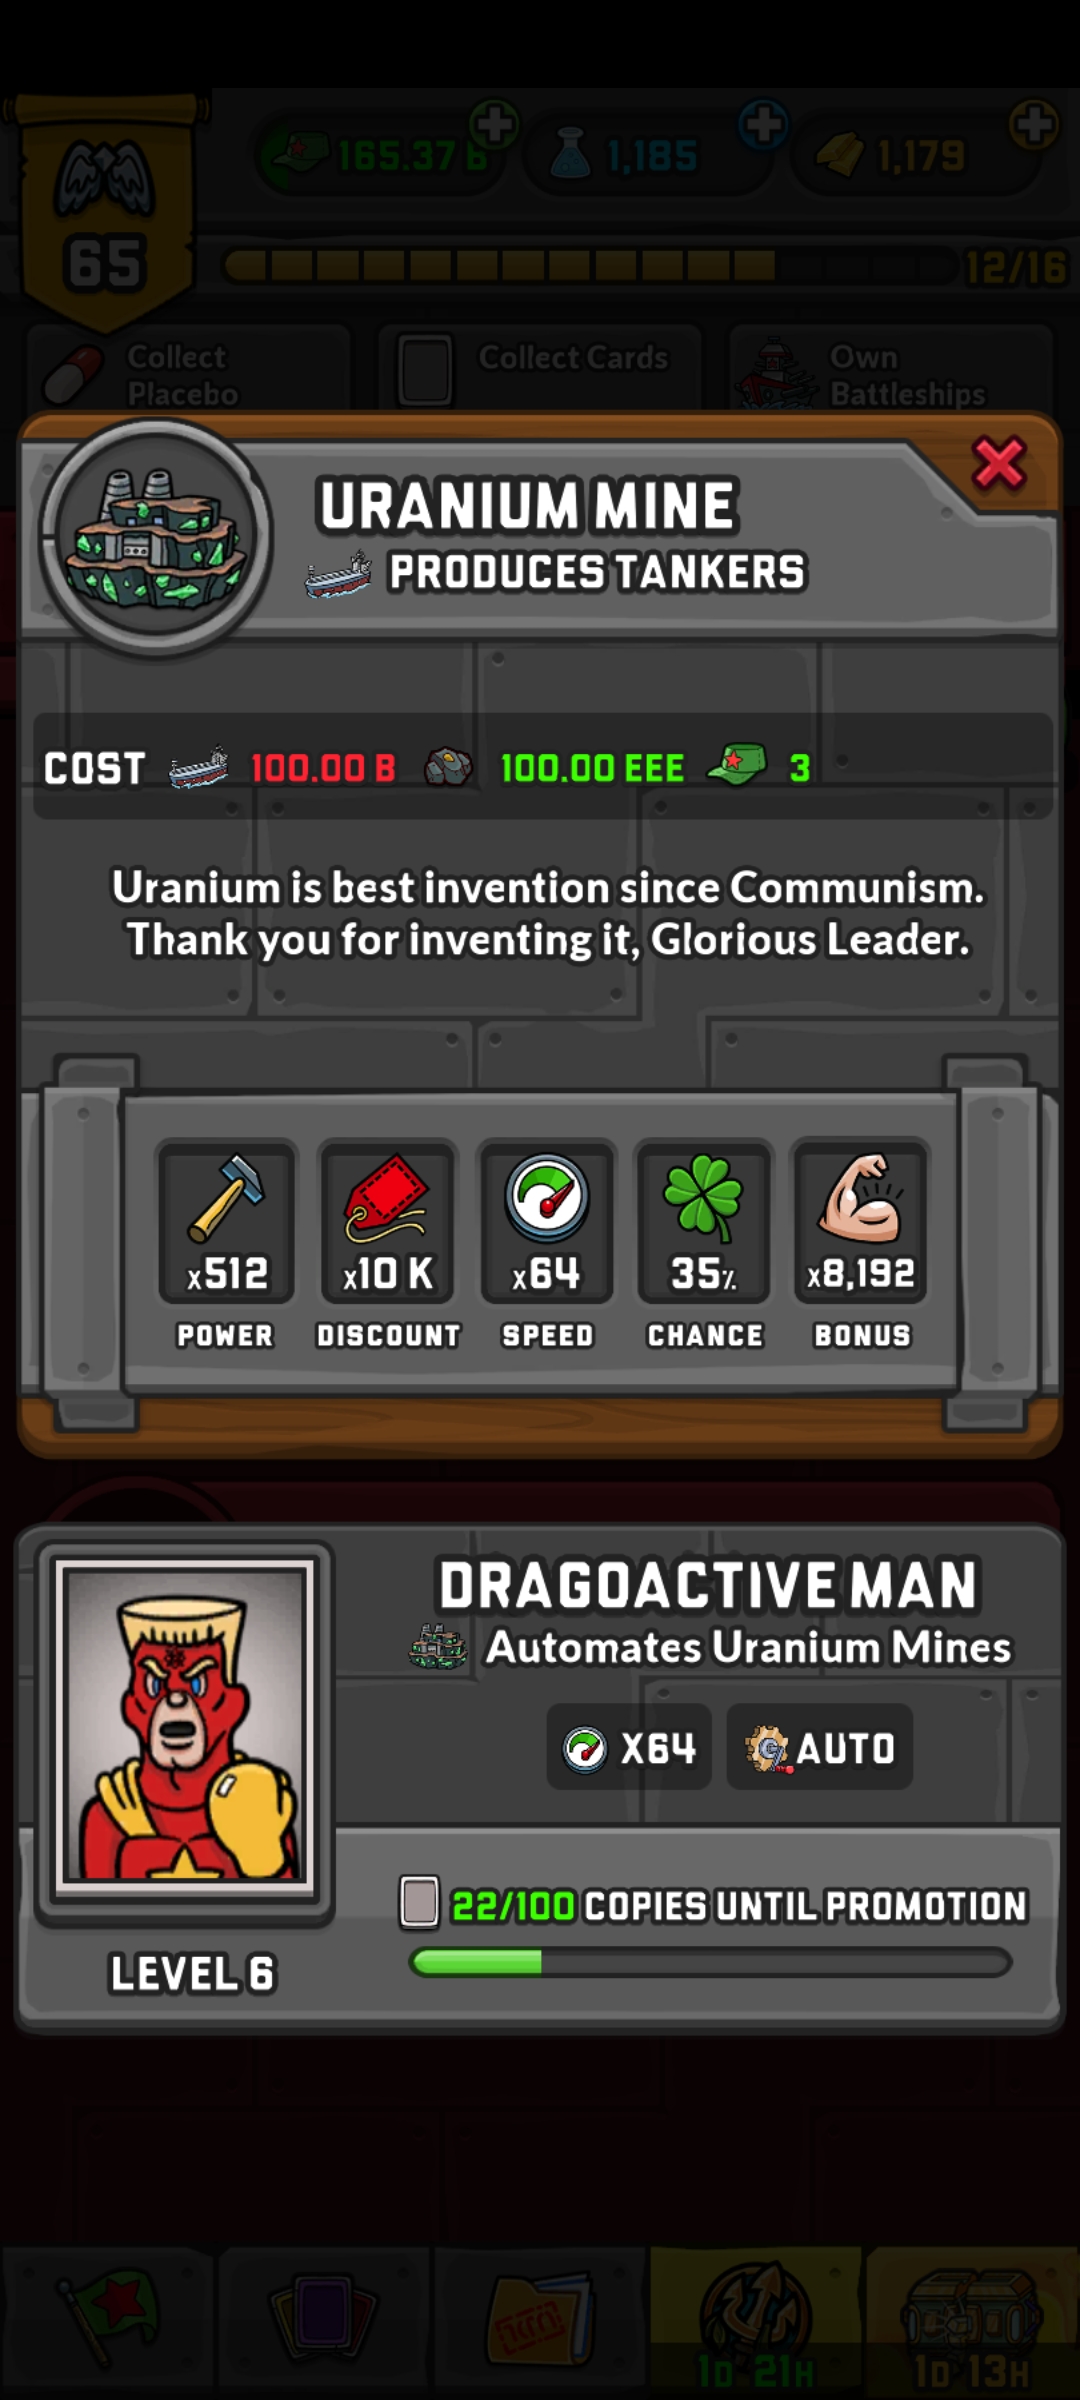 165.37 B
1,185
1,179
65
12/16
Collect
Placebo
Collect Cards
Own
Battleships
URANIUM MINE
PRODUCES TANKERS
COST 100.00 B 100.00 EEE 3
Uranium is best invention since Communism.
Thank you for inventing it, Glorious Leader.
x512 x10 K x64 35% x8,192
POWER DISCOUNT SPEED CHANCE BONUS
DRAGOACTIVE MAN
Automates Uranium Mines
X64 AUTO
22/100 COPIES UNTIL PROMOTION
LEVEL 6
1D 21H 1D 13H